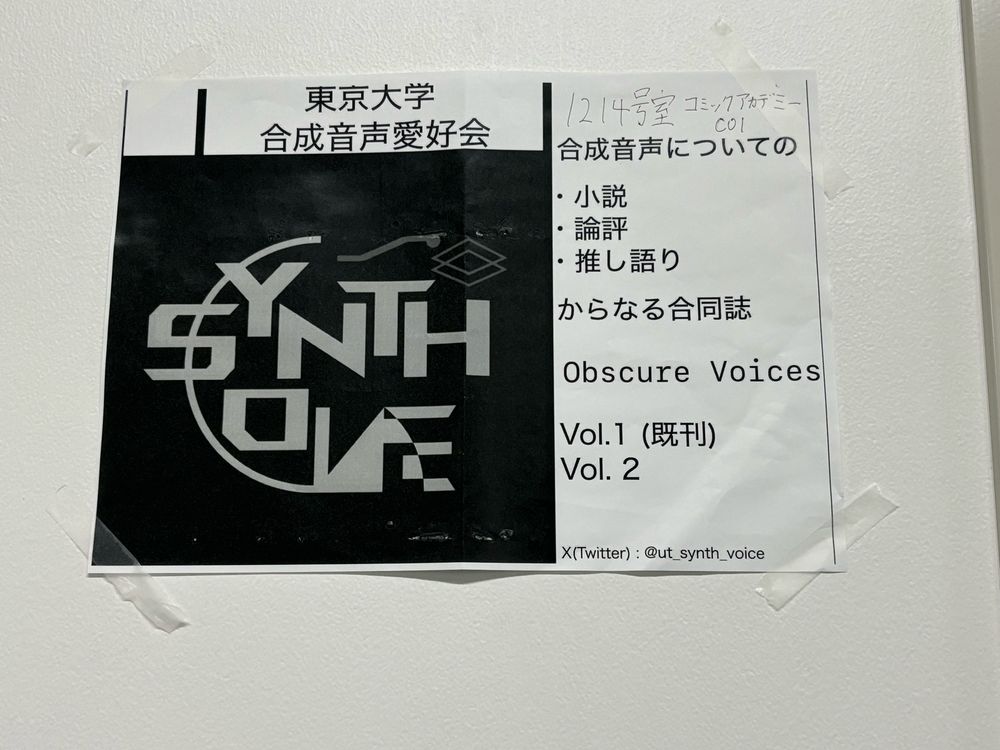 東京大学
合成音声愛好会
SYNTH
LOVE
1214号室 コミックアカデミー
C01
合成音声についての
・小説
・論評
・推し語り
からなる合同誌
Obscure Voices
Vol.1 (既刊)
Vol. 2
X(Twitter) : @ut_synth_voice